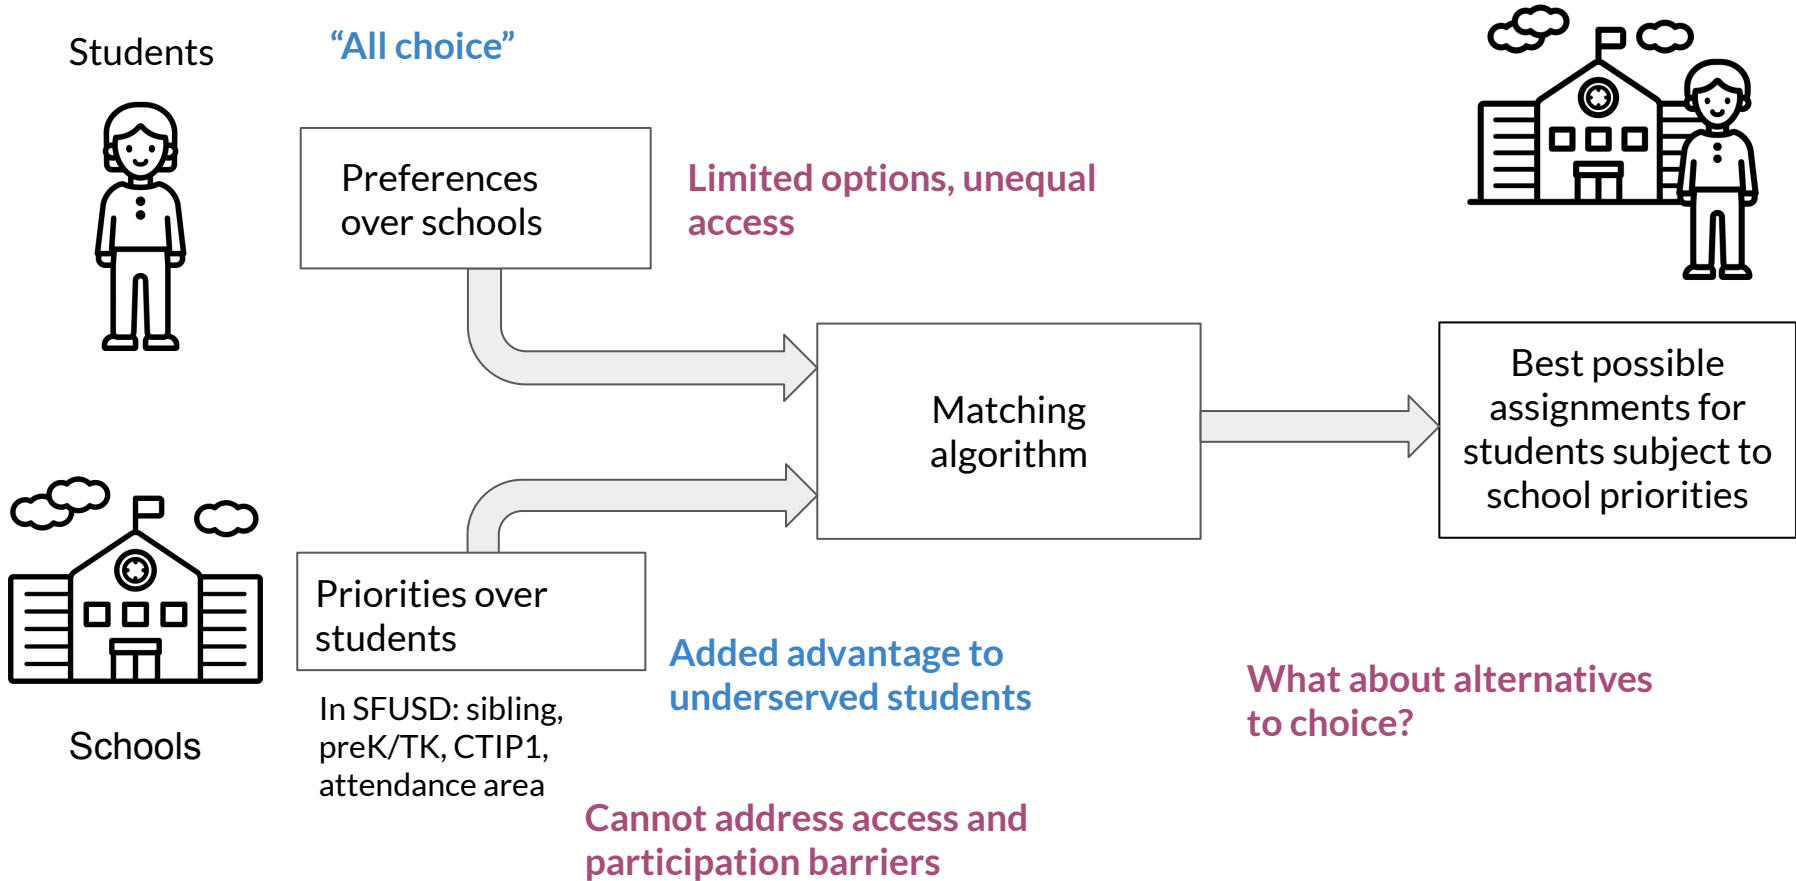 Students
“All choice”
Preferences
over schools
Limited options, unequal
access
Matching
algorithm
Best possible
assignments for
students subject to
school priorities
Priorities over
students
Schools
In SFUSD: sibling,
preK/TK, CTIP1,
attendance area
Added advantage to
underserved students
What about alternatives
to choice?
Cannot address access and
participation barriers